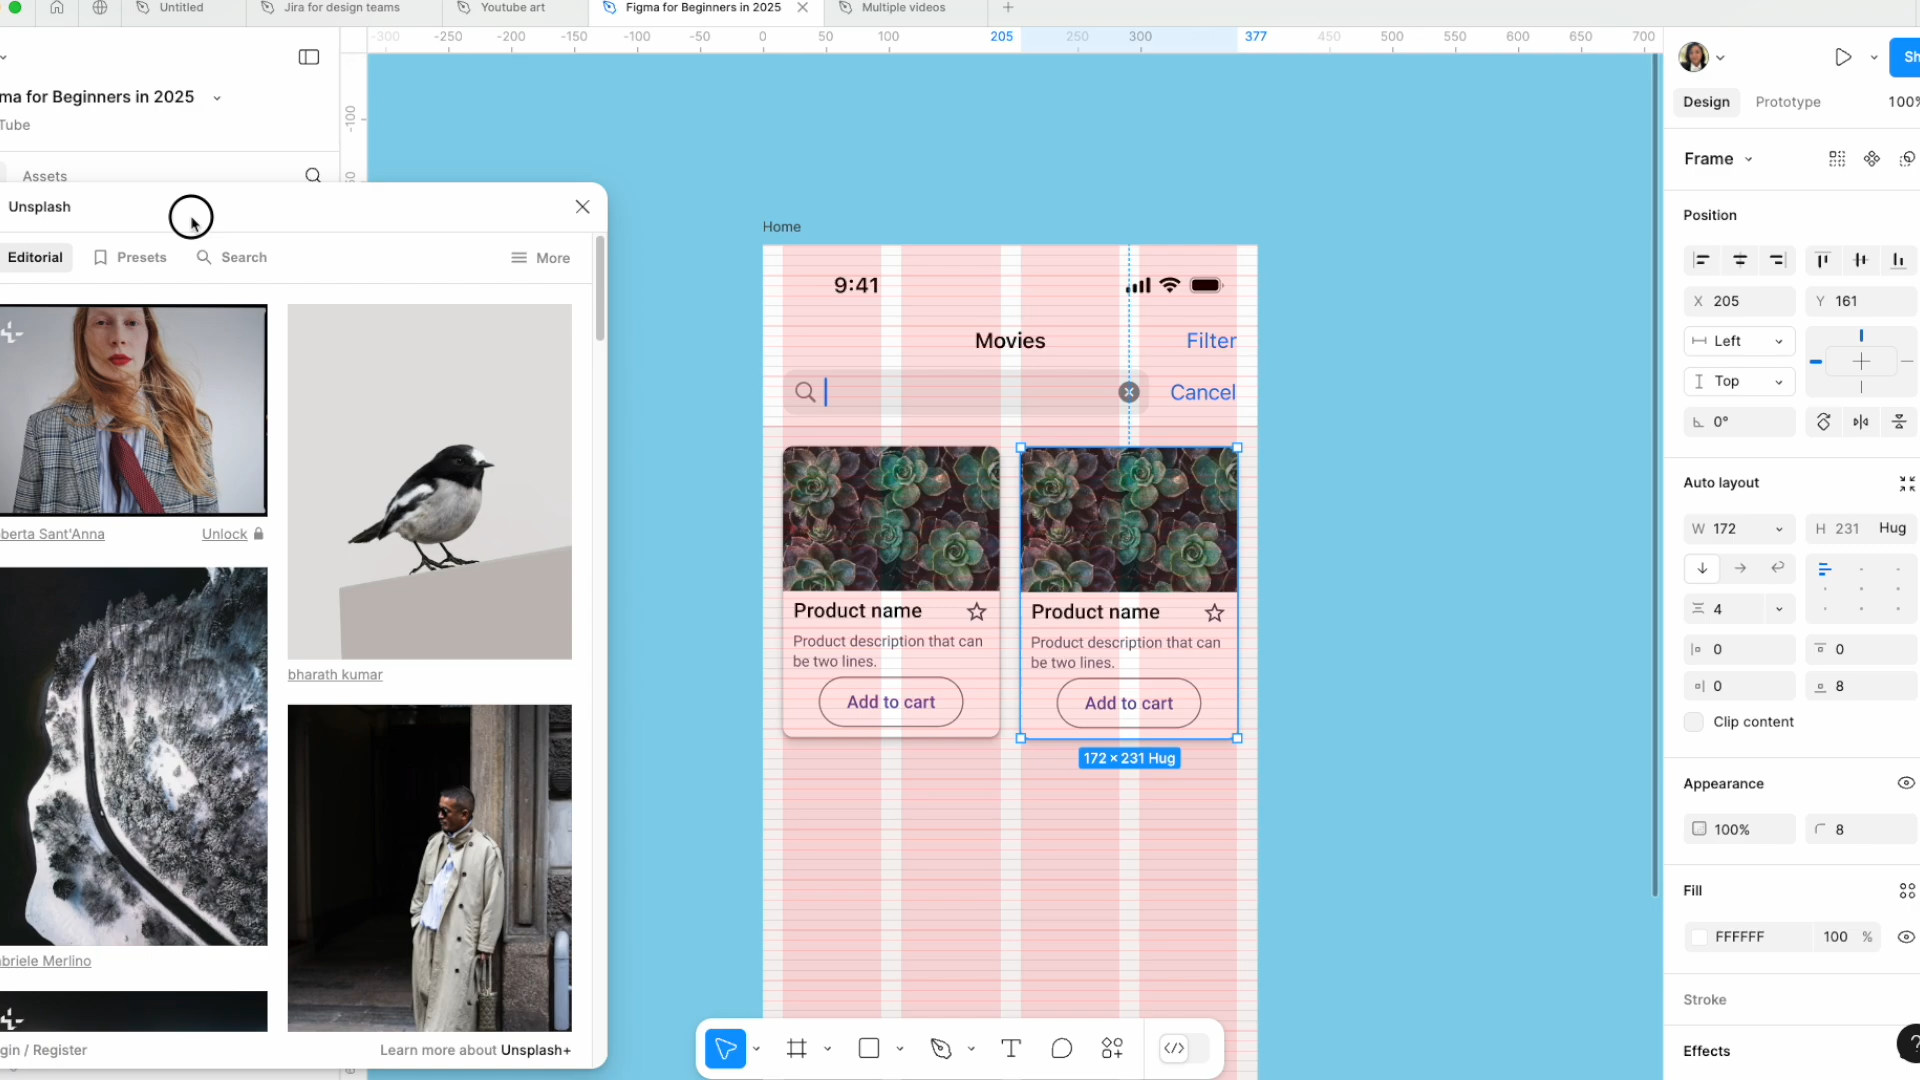 Untitled
Jira for design teams
Youtube art
Figma for Beginners in 2025
Multiple videos
-300 -250 -200 -150 -100 -50 0 50 100 205 250 300 377 450 500 550 600 650 700
-100
ma for Beginners in 2025
Tube
Assets
Unsplash
Editorial
Presets
Search
More
berta Sant'Anna
Unlock
bharath kumar
briele Merlino
gin / Register
Learn more about Unsplash+
Home
9:41
Movies
Filter
Cancel
Product name
Product description that can
be two lines.
Add to cart
Product name
Product description that can
be two lines.
Add to cart
172 × 231 Hug
Sh
Design
Prototype
100%
Frame
Position
X 205
Y 161
Left
Top
0°
Auto layout
W 172
H 231 Hug
4
0
0
0
8
Clip content
Appearance
100%
8
Fill
FFFFFF
100 %
Stroke
Effects
?